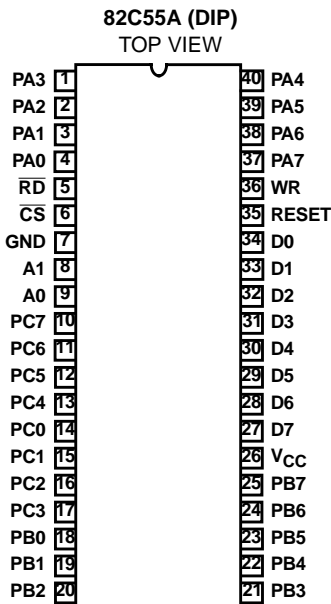 82C55A (DIP)
TOP VIEW
PA3 1 40 PA4
PA2 2 39 PA5
PA1 3 38 PA6
PA0 4 37 PA7
RD 5 36 WR
CS 6 35 RESET
GND 7 34 D0
A1 8 33 D1
A0 9 32 D2
PC7 10 31 D3
PC6 11 30 D4
PC5 12 29 D5
PC4 13 28 D6
PC0 14 27 D7
PC1 15 26 VCC
PC2 16 25 PB7
PC3 17 24 PB6
PB0 18 23 PB5
PB1 19 22 PB4
PB2 20 21 PB3